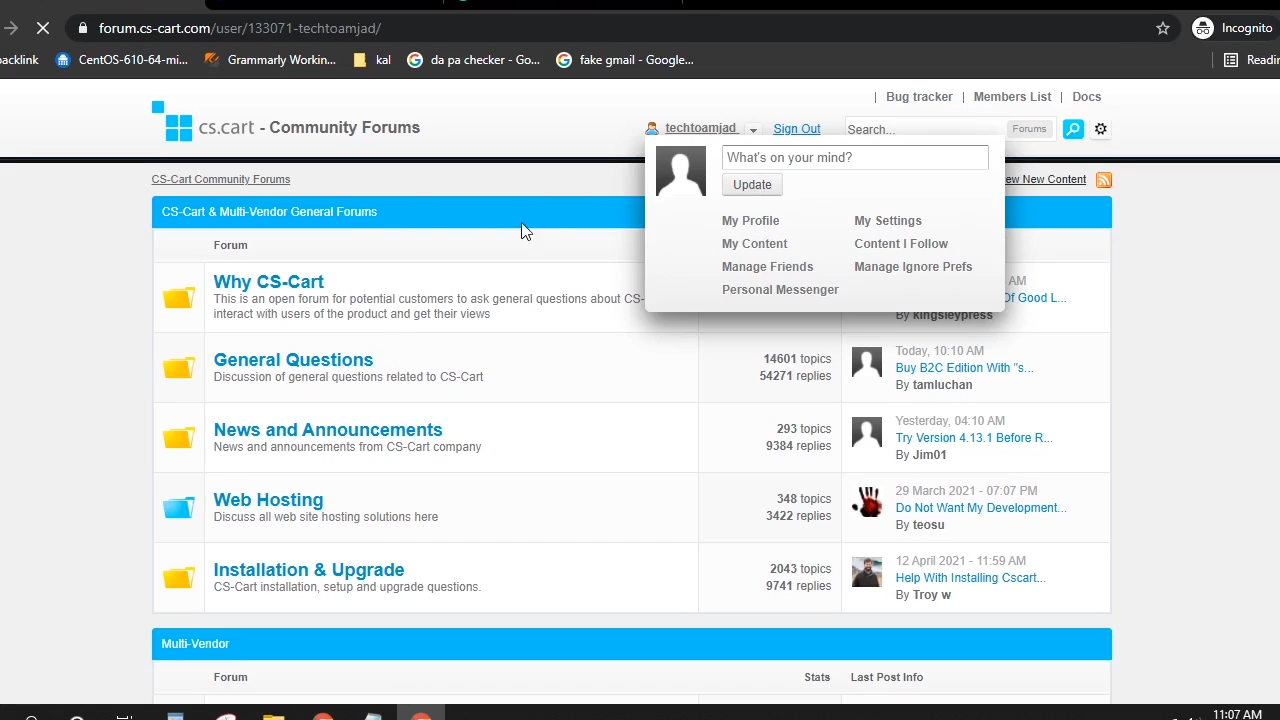 forum.cs-cart.com/user/133071-techtoamjad/
Incognito
backlink
CentOS-610-64-mi...
Grammarly Workin...
kal
da pa checker - Go...
fake gmail - Google...
| Bug tracker | Members List | Docs
cs.cart - Community Forums
techtoamjad
Sign Out
Search...
Forums
What's on your mind?
Update
CS-Cart Community Forums
New Content
CS-Cart & Multi-Vendor General Forums
My Profile
My Settings
My Content
Content I Follow
Manage Friends
Manage Ignore Prefs
Personal Messenger
Forum
Why CS-Cart
This is an open forum for potential customers to ask general questions about CS-
interact with users of the product and get their views
AM
Of Good L...
By kingsleypress
General Questions
Discussion of general questions related to CS-Cart
14601 topics
54271 replies
Today, 10:10 AM
Buy B2C Edition With "s...
By tamluchan
News and Announcements
News and announcements from CS-Cart company
293 topics
9384 replies
Yesterday, 04:10 AM
Try Version 4.13.1 Before R...
By Jim01
Web Hosting
Discuss all web site hosting solutions here
348 topics
3422 replies
29 March 2021 - 07:07 PM
Do Not Want My Development...
By teosu
Installation & Upgrade
CS-Cart installation, setup and upgrade questions.
2043 topics
9741 replies
12 April 2021 - 11:59 AM
Help With Installing Cscart...
By Troy w
Multi-Vendor
Forum
Stats
Last Post Info
11:07 AM